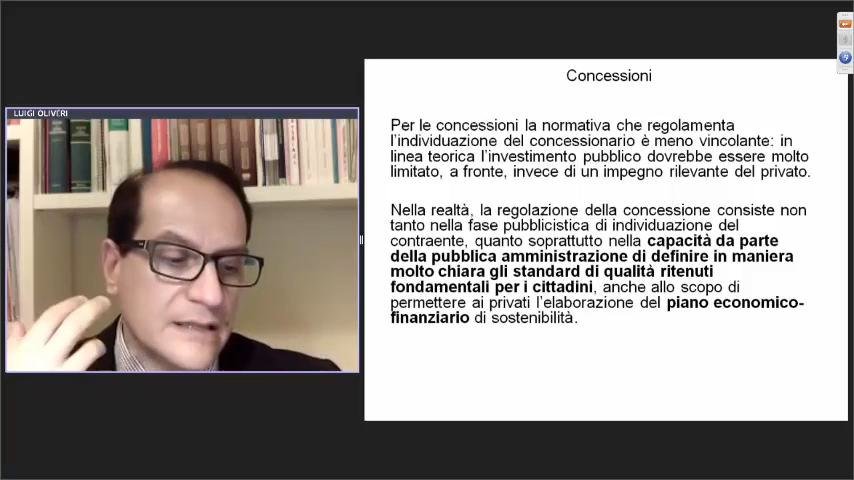 LUIGI OLIVERI
Concessioni
Per le concessioni la normativa che regolamenta
l'individuazione del concessionario è meno vincolante: in
linea teorica l'investimento pubblico dovrebbe essere molto
limitato, a fronte, invece di un impegno rilevante del privato.
Nella realtà, la regolazione della concessione consiste non
tanto nella fase pubblicistica di individuazione del
contraente, quanto soprattutto nella capacità da parte
della pubblica amministrazione di definire in maniera
molto chiara gli standard di qualità ritenuti
fondamentali per i cittadini, anche allo scopo di
permettere ai privati l'elaborazione del piano economico-
finanziario di sostenibilità.